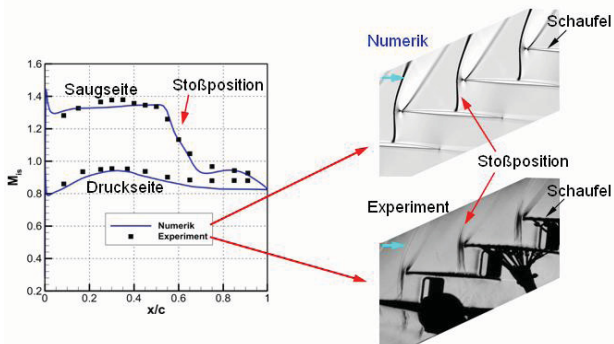 1.6
1.4
1.2
1.0
0.8
0.6
0.4
0.2
M_is
Saugseite
Stoßposition
Druckseite
Numerik
Experiment
0
0.2
0.4
0.6
0.8
1
x/c
Numerik
Schaufel
Stoßposition
Experiment
Schaufel